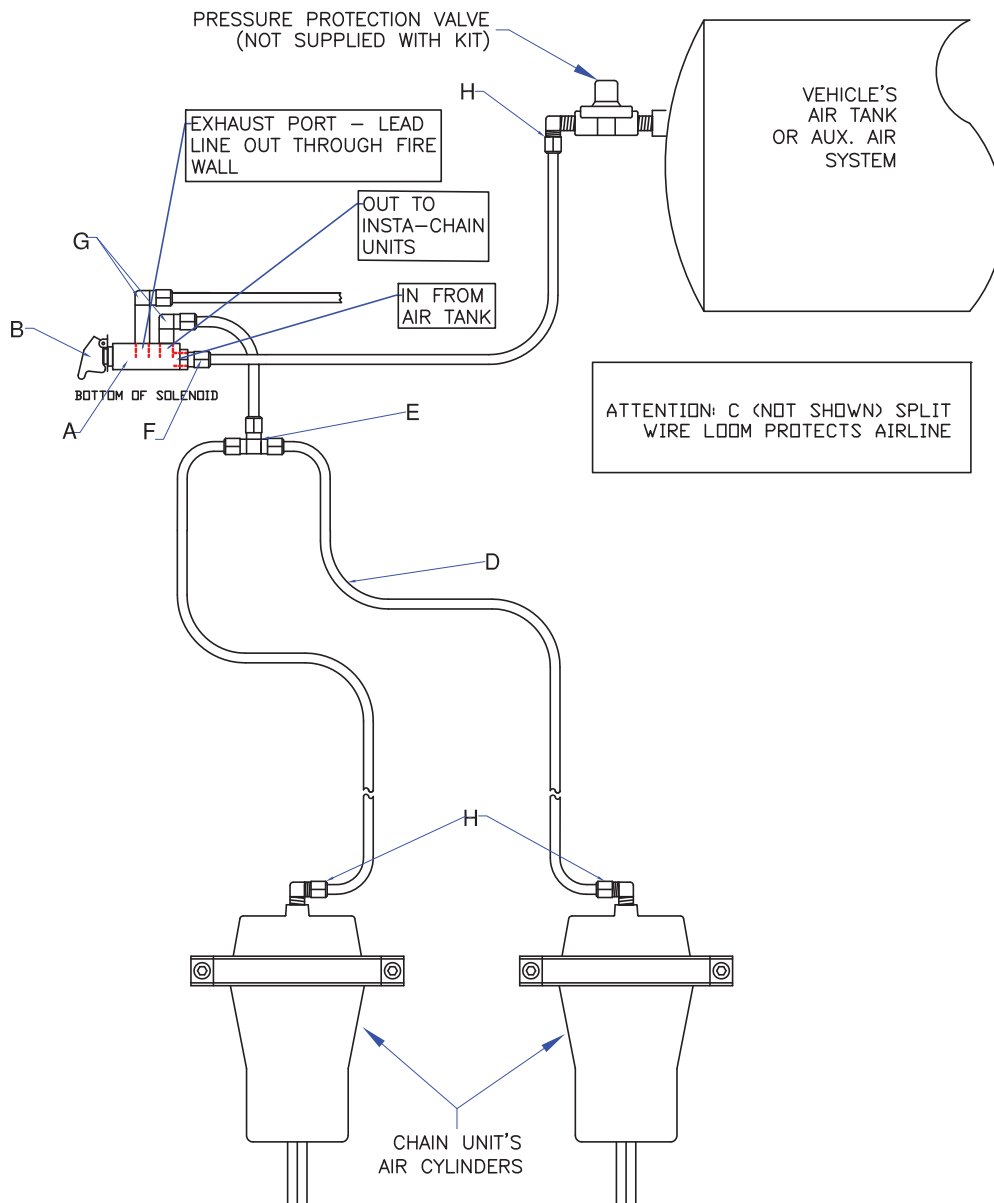 PRESSURE PROTECTION VALVE
(NOT SUPPLIED WITH KIT)
H
VEHICLE'S
AIR TANK
OR AUX. AIR
SYSTEM
EXHAUST PORT – LEAD
LINE OUT THROUGH FIRE
WALL
OUT TO
INSTA–CHAIN
UNITS
G
IN FROM
AIR TANK
B
BOTTOM OF SOLENOID
A
F
E
ATTENTION: C (NOT SHOWN) SPLIT
WIRE LOOM PROTECTS AIRLINE
D
H
CHAIN UNIT'S
AIR CYLINDERS